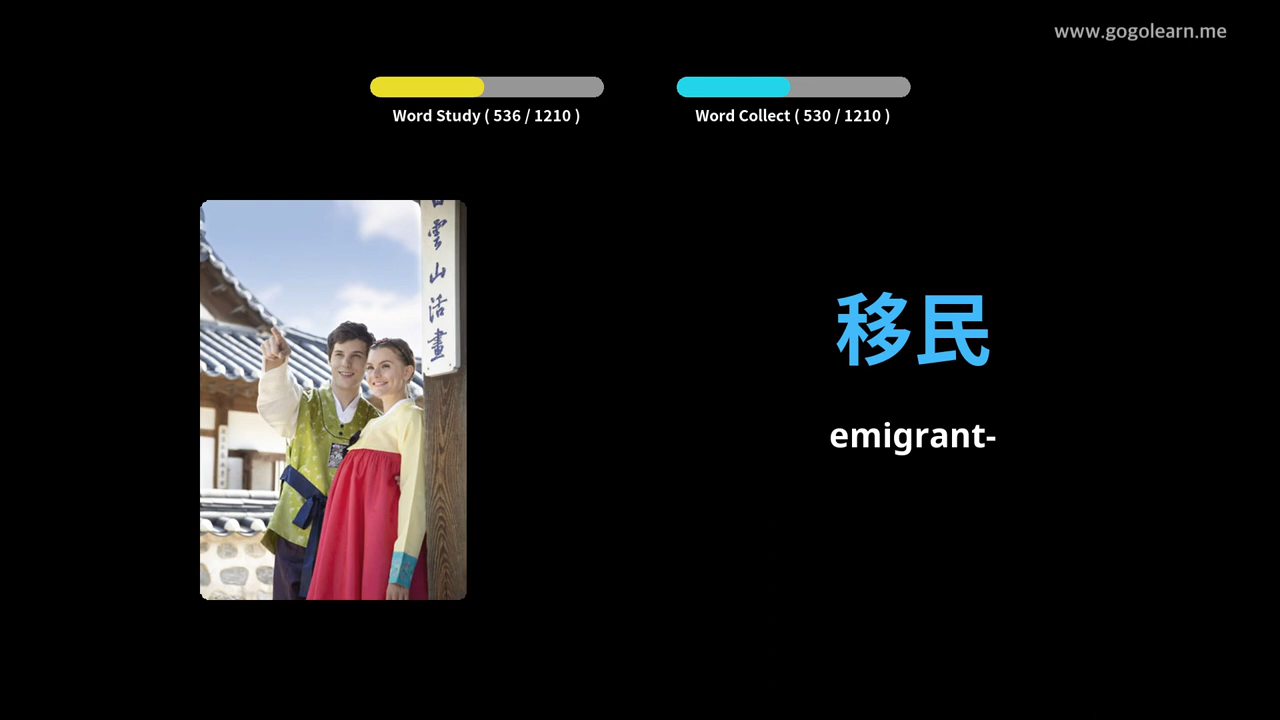 www.gogolearn.me
Word Study ( 536 / 1210 )
Word Collect ( 530 / 1210 )
雲山活畫
移民
emigrant-